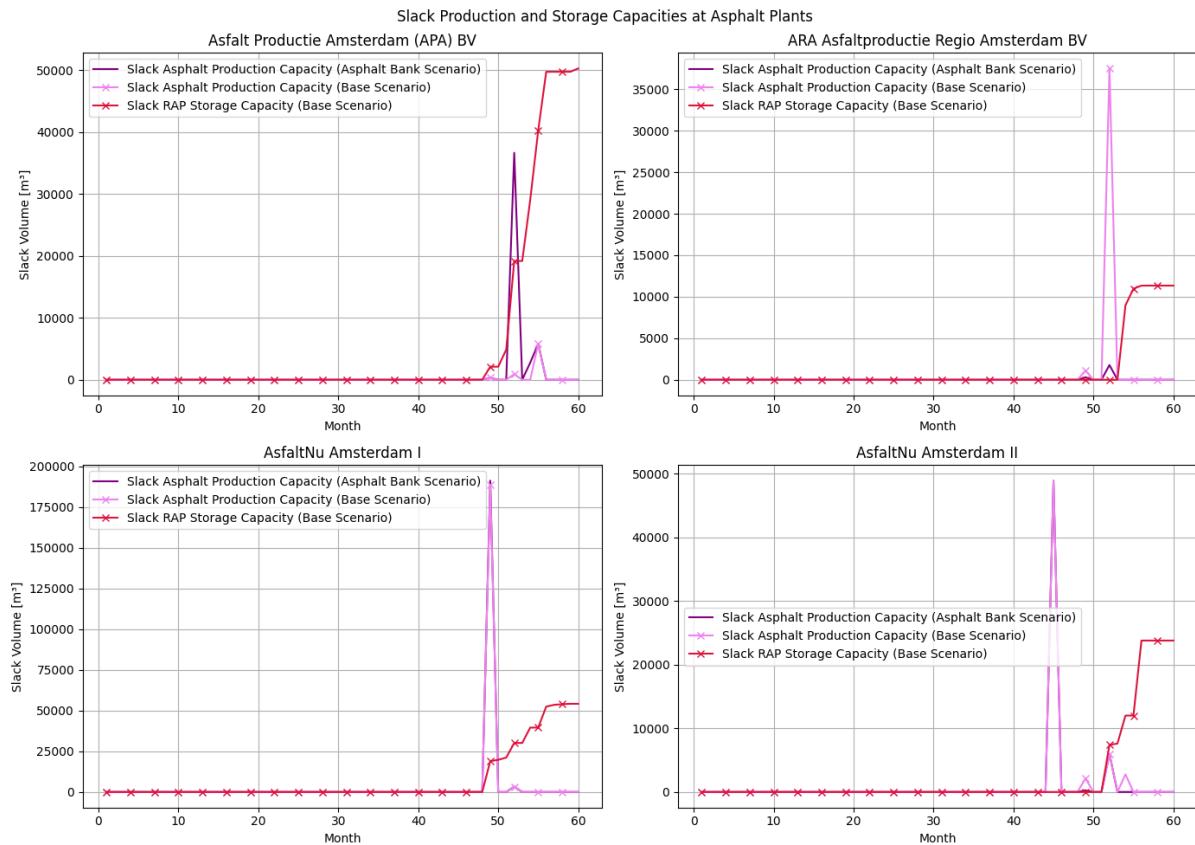 Slack Production and Storage Capacities at Asphalt Plants
Asfalt Productie Amsterdam (APA) BV
Slack Asphalt Production Capacity (Asphalt Bank Scenario)
Slack Asphalt Production Capacity (Base Scenario)
Slack RAP Storage Capacity (Base Scenario)
Slack Volume [m³]
50000
40000
30000
20000
10000
0
0 10 20 30 40 50 60
Month
ARA Asfaltproductie Regio Amsterdam BV
Slack Asphalt Production Capacity (Asphalt Bank Scenario)
Slack Asphalt Production Capacity (Base Scenario)
Slack RAP Storage Capacity (Base Scenario)
Slack Volume [m³]
35000
30000
25000
20000
15000
10000
5000
0
0 10 20 30 40 50 60
Month
AsfaltNu Amsterdam I
Slack Asphalt Production Capacity (Asphalt Bank Scenario)
Slack Asphalt Production Capacity (Base Scenario)
Slack RAP Storage Capacity (Base Scenario)
Slack Volume [m³]
200000
175000
150000
125000
100000
75000
50000
25000
0
0 10 20 30 40 50 60
Month
AsfaltNu Amsterdam II
Slack Asphalt Production Capacity (Asphalt Bank Scenario)
Slack Asphalt Production Capacity (Base Scenario)
Slack RAP Storage Capacity (Base Scenario)
Slack Volume [m³]
50000
40000
30000
20000
10000
0
0 10 20 30 40 50 60
Month